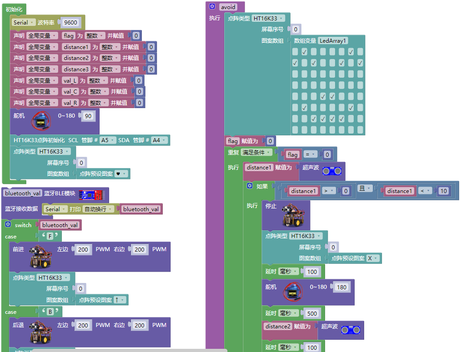 初始化
Serial 波特率 9600
声明 全局变量 flag 为 整数 并赋值 0
声明 全局变量 distance1 为 整数 并赋值 0
声明 全局变量 distance2 为 整数 并赋值 0
声明 全局变量 distance3 为 整数 并赋值 0
声明 全局变量 val_L 为 整数 并赋值 0
声明 全局变量 val_C 为 整数 并赋值 0
声明 全局变量 val_R 为 整数 并赋值 0
舵机 0~180 90
HT16K33点阵初始化 SCL 管脚# A5 SDA 管脚# A4
点阵类型 HT16K33
屏幕序号 0
图案数组 点阵预设图案 ♥
bluetooth_val 蓝牙BLE模块
蓝牙接收数据 Serial 打印 自动换行 bluetooth_val
switch bluetooth_val
case “ F ”
前进 左边 200 PWM 右边 200 PWM
点阵类型 HT16K33
屏幕序号 0
图案数组 点阵预设图案 ↑
case “ B ”
后退 左边 200 PWM 右边 200 PWM
点阵类型 HT16K33
avoid
执行 点阵类型 HT16K33
屏幕序号 0
图案数组 数组变量 LedArray1
flag 赋值为 0
重复 满足条件 flag = 0
执行 distance1 赋值为 超声波
如果 distance1 > 0 且 distance1 < 10
执行 停止
点阵类型 HT16K33
屏幕序号 0
图案数组 点阵预设图案 X
延时 毫秒 100
舵机 0~180 180
延时 毫秒 500
distance2 赋值为 超声波
延时 毫秒 100